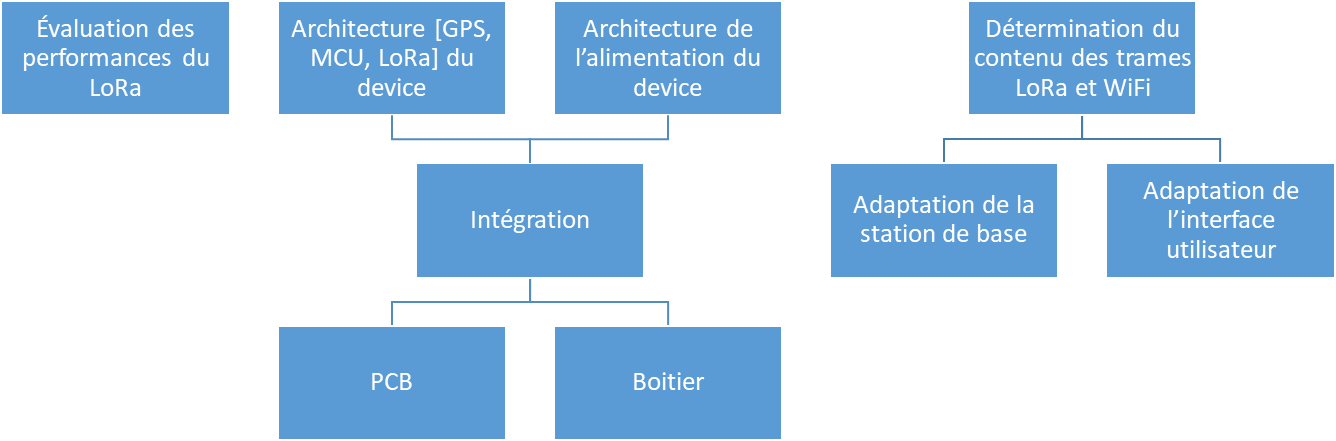 Évaluation des
performances du
LoRa
Architecture [GPS,
MCU, LoRa] du
device
Architecture de
l’alimentation du
device
Détermination du
contenu des trames
LoRa et WiFi
Intégration
Adaptation de la
station de base
Adaptation de
l’interface
utilisateur
PCB
Boitier